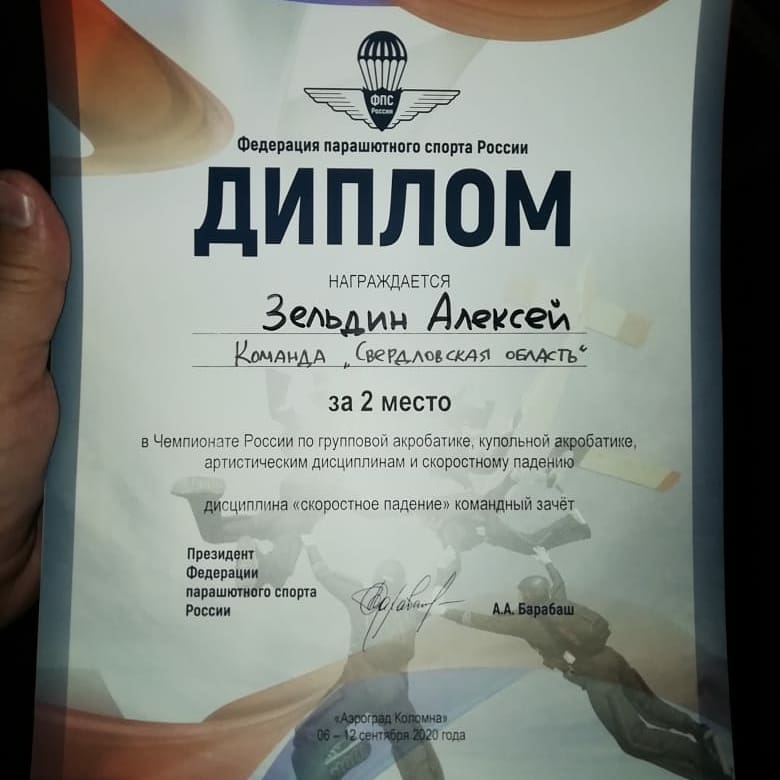 ФПС
России
Федерация парашютного спорта России
ДИПЛОМ
НАГРАЖДАЕТСЯ
Зельдин Алексей
Команда „Свердловская область“
за 2 место
в Чемпионате России по групповой акробатике, купольной акробатике,
артистическим дисциплинам и скоростному падению
дисциплина «скоростное падение» командный зачёт
Президент
Федерации
парашютного спорта
России
А.А. Барабаш
«Аэроград Коломна»
06 – 12 сентября 2020 года